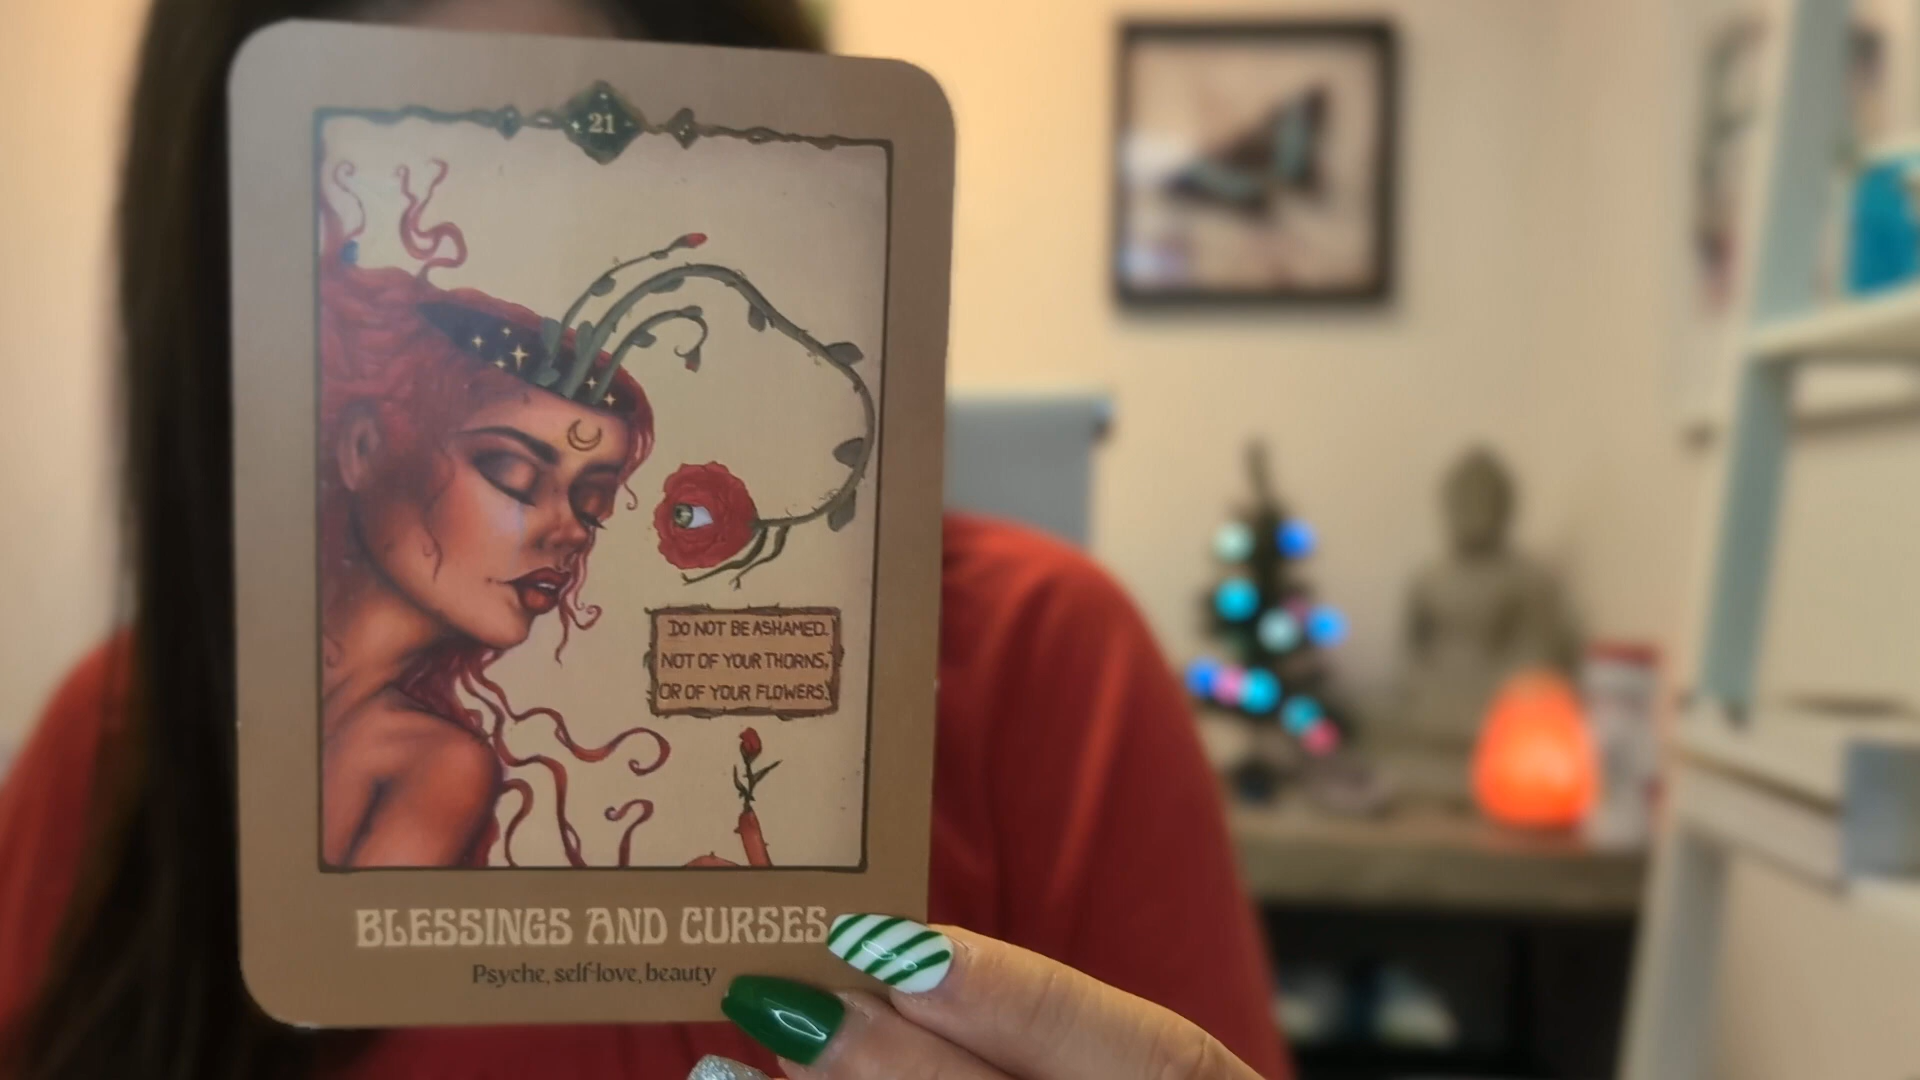 21
DO NOT BE ASHAMED.
NOT OF YOUR THORNS,
OR OF YOUR FLOWERS.
BLESSINGS AND CURSES
Psyche, self-love, beauty